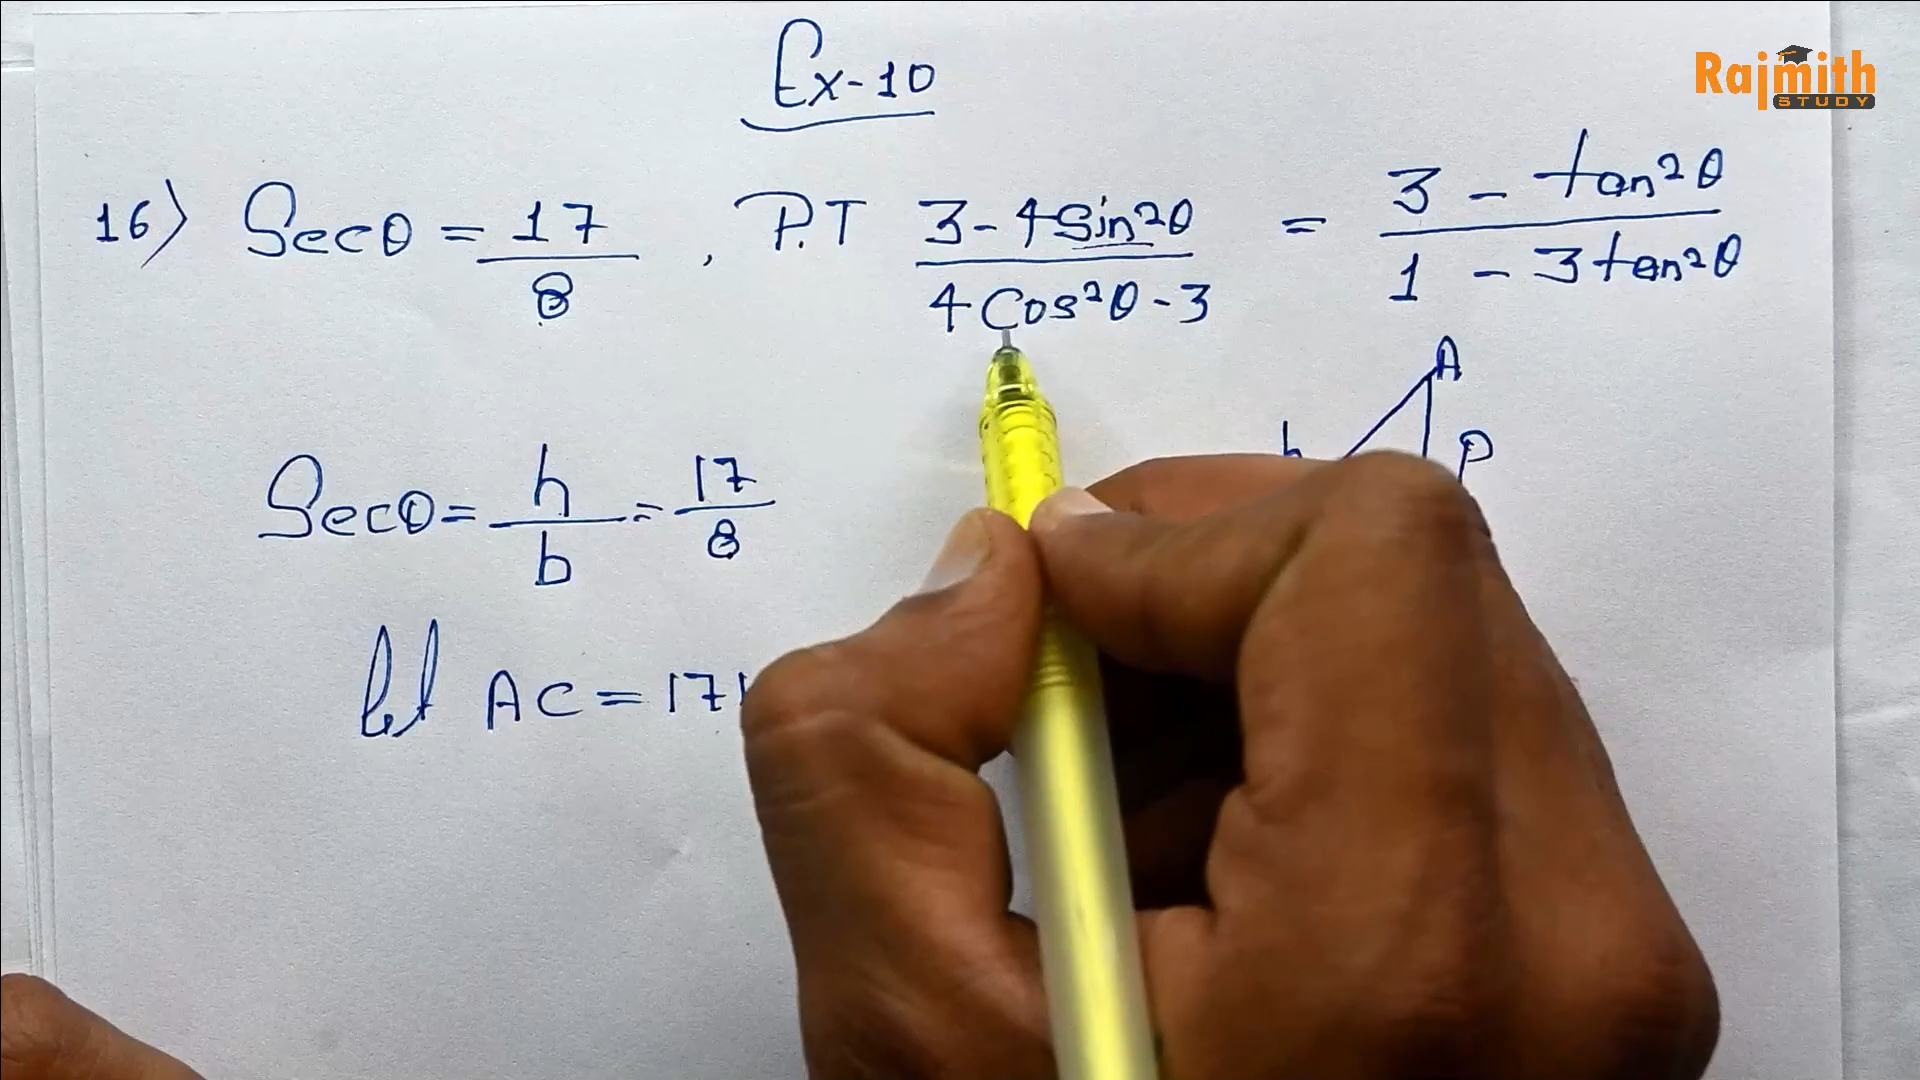 Rajmith
STUDY
Ex-10
16) Secθ = 17/8 , P.T (3-4Sin²θ)/(4Cos²θ-3) = (3 - tan²θ)/(1 - 3tan²θ)
A
h
P
Secθ = h/b = 17/8
let AC = 17